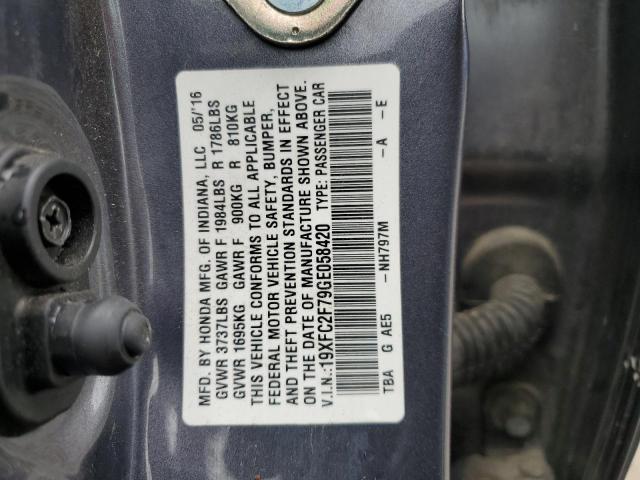 MFD. BY HONDA MFG. OF INDIANA, LLC 05/'16
GVWR 3737LBS GAWR F 1984LBS R 1786LBS
GVWR 1695KG GAWR F 900KG R 810KG
THIS VEHICLE CONFORMS TO ALL APPLICABLE
FEDERAL MOTOR VEHICLE SAFETY, BUMPER,
AND THEFT PREVENTION STANDARDS IN EFFECT
ON THE DATE OF MANUFACTURE SHOWN ABOVE.
V.I.N.:19XFC2F79GE058420 TYPE: PASSENGER CAR
-NH797M -A -E
TBA G AE5